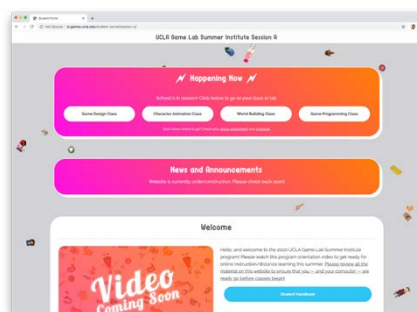 Student Portal
UCLA Game Lab Summer Institute Session A
Happening Now
School is in session! Click below to go to your class or lab.
Game Design Class
Character Animation Class
World Building Class
Game Programming Class
News and Announcements
Website is currently underconstruction. Please check back soon!
Welcome
Video
Coming Soon
Hello, and welcome to the 2020 UCLA Game Lab Summer Institute
program! Please watch this program orientation video to get ready for
online instruction/distance learning this summer. Please review all the
material on this website to ensure that you — and your computer — are
ready go before classes begin!
Student Handbook